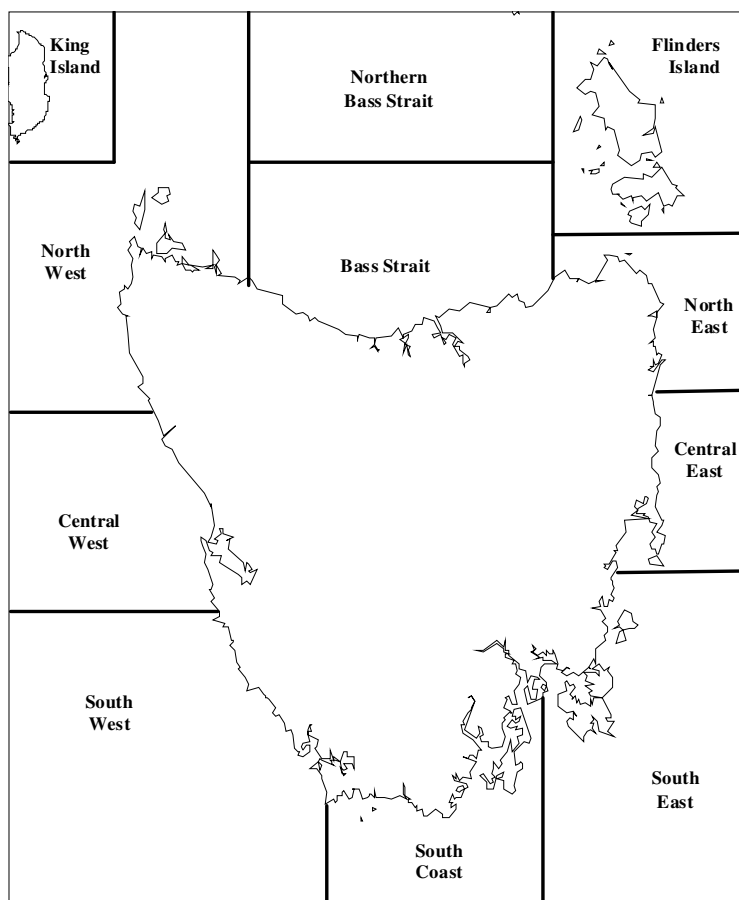 King
Island
Northern
Bass Strait
Flinders
Island
North
West
Bass Strait
North
East
Central
East
Central
West
South
West
South
East
South
Coast